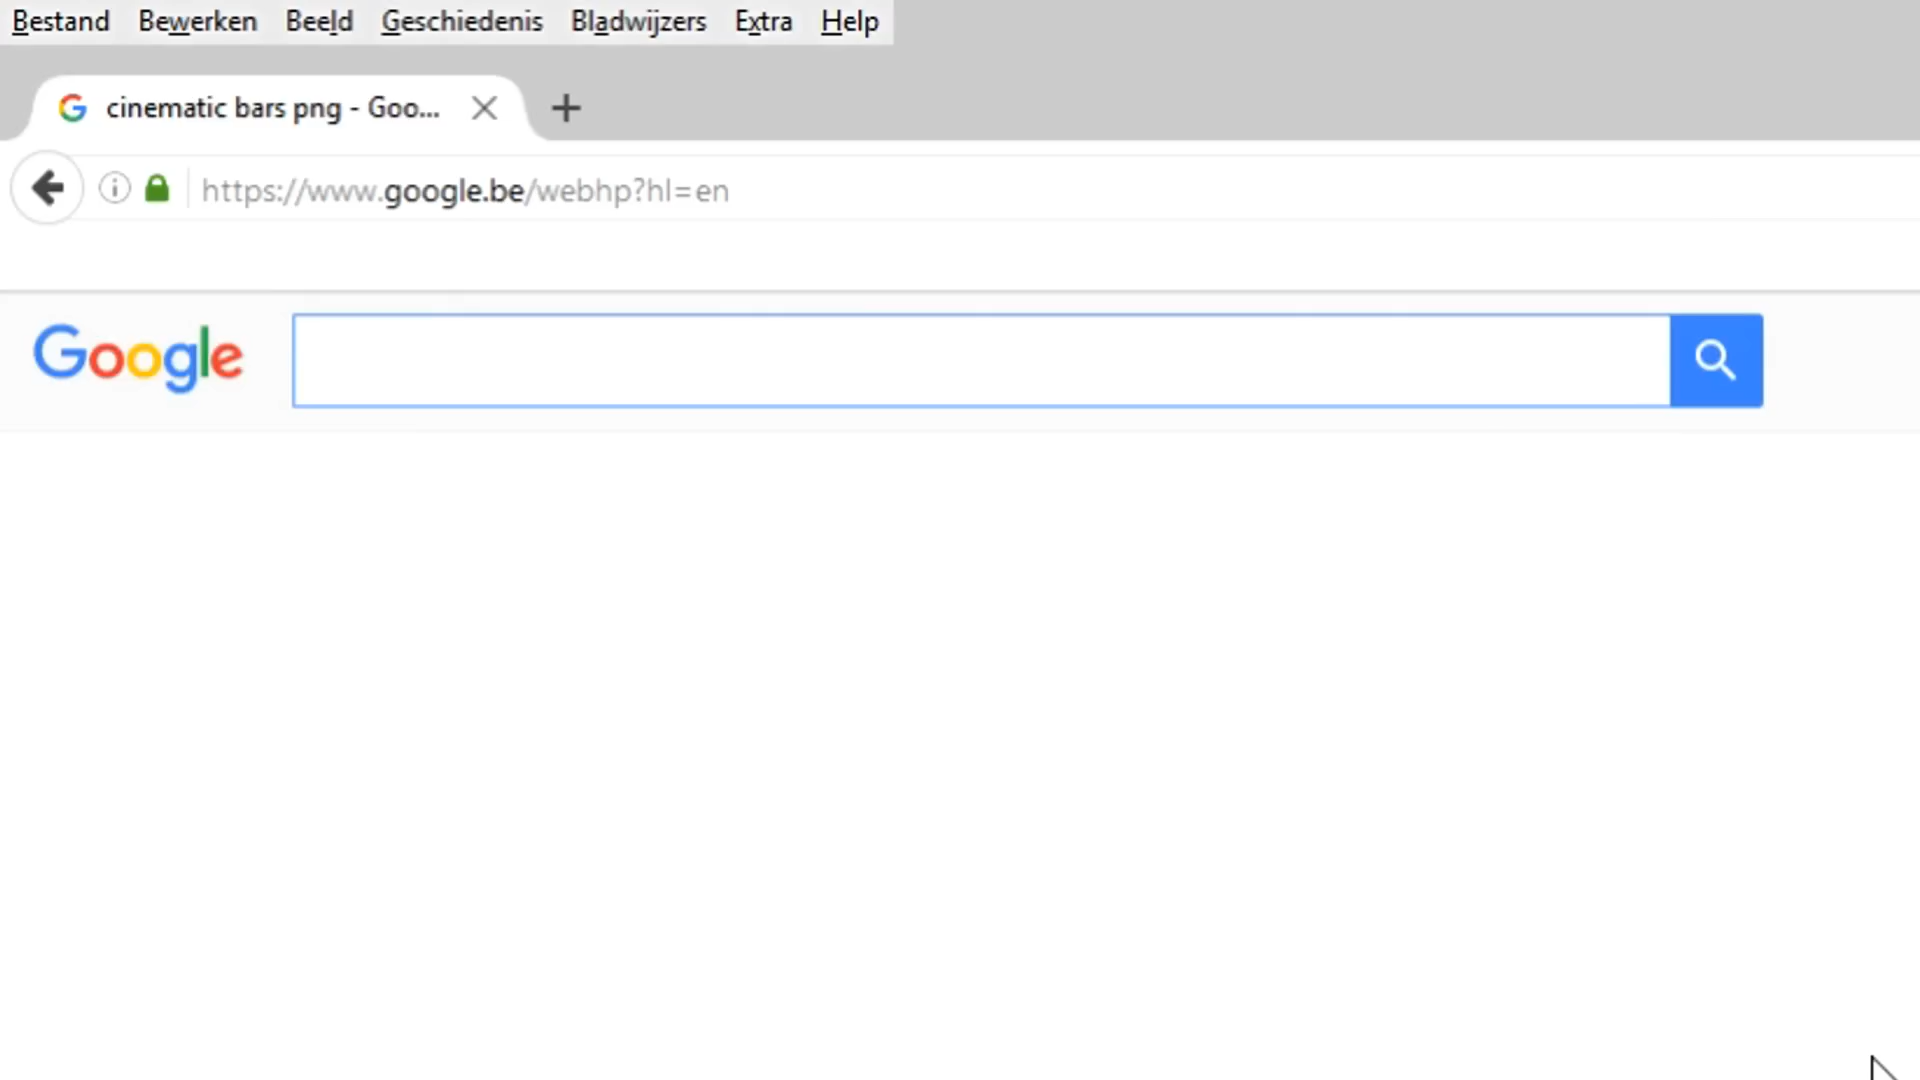 Bestand Bewerken Beeld Geschiedenis Bladwijzers Extra Help
cinematic bars png - Goo...
https://www.google.be/webhp?hl=en
Google